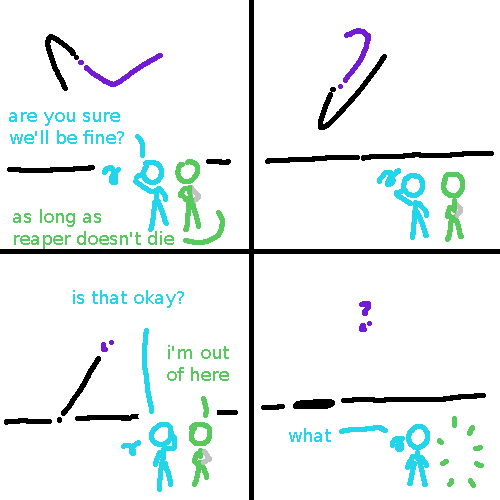 are you sure
we'll be fine?
as long as
reaper doesn't die
is that okay?
i'm out
of here
?
what